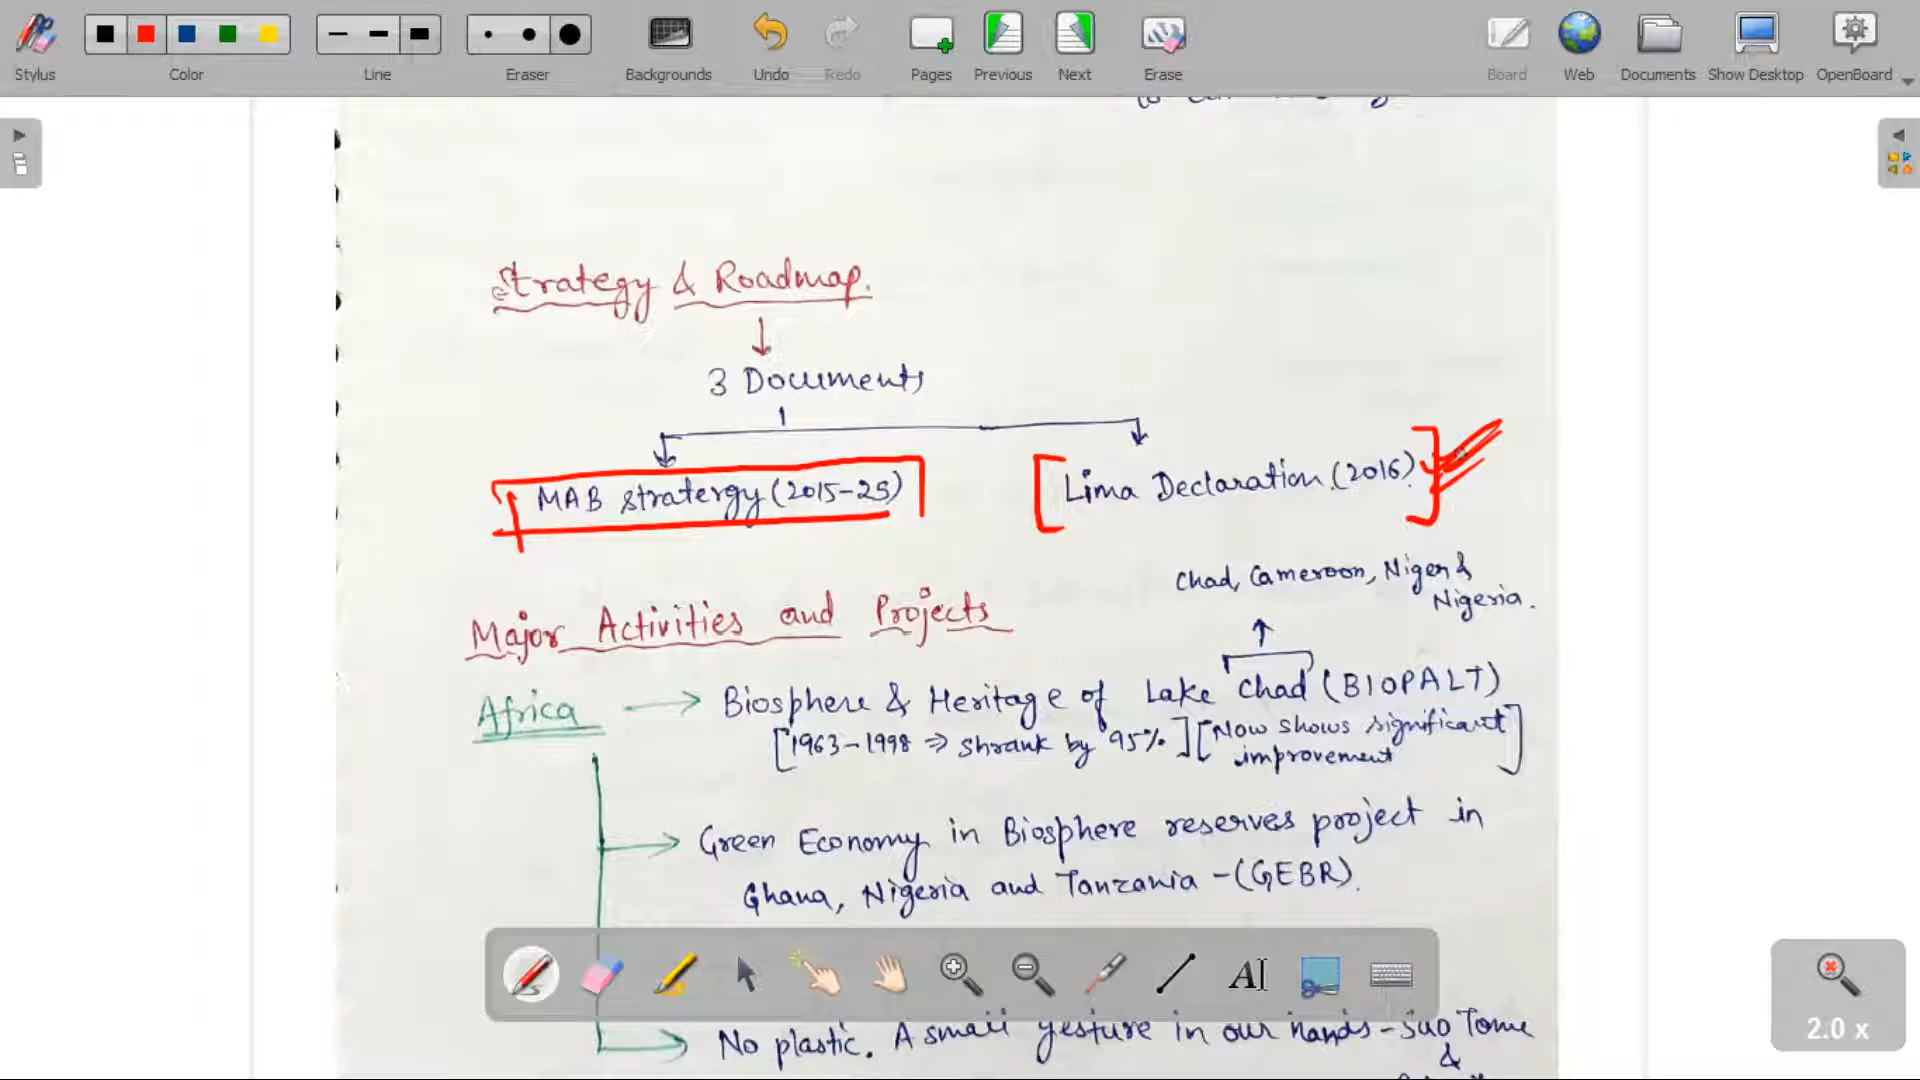 Stylus
Color
Line
Eraser
Backgrounds
Undo
Redo
Pages
Previous
Next
Erase
Board
Web
Documents
Show Desktop
OpenBoard
Strategy & Roadmap.
3 Documents
MAB stratergy (2015-25)
Lima Declaration.(2016).
Chad, Cameroon, Niger &
Nigeria.
Major Activities and Projects
Africa
Biosphere & Heritage of Lake Chad (BIOPALT)
[1963-1998 ⇒ shrank by 95%] [Now shows significant
improvement]
Green Economy in Biosphere reserves project in
Ghana, Nigeria and Tanzania -(GEBR).
No plastic. A small gesture in our hands - Sao Tome
&
AI
2.0 x